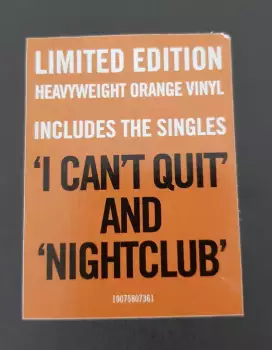 LIMITED EDITION
HEAVYWEIGHT ORANGE VINYL
INCLUDES THE SINGLES
'I CAN'T QUIT'
AND
'NIGHTCLUB'
19075807361